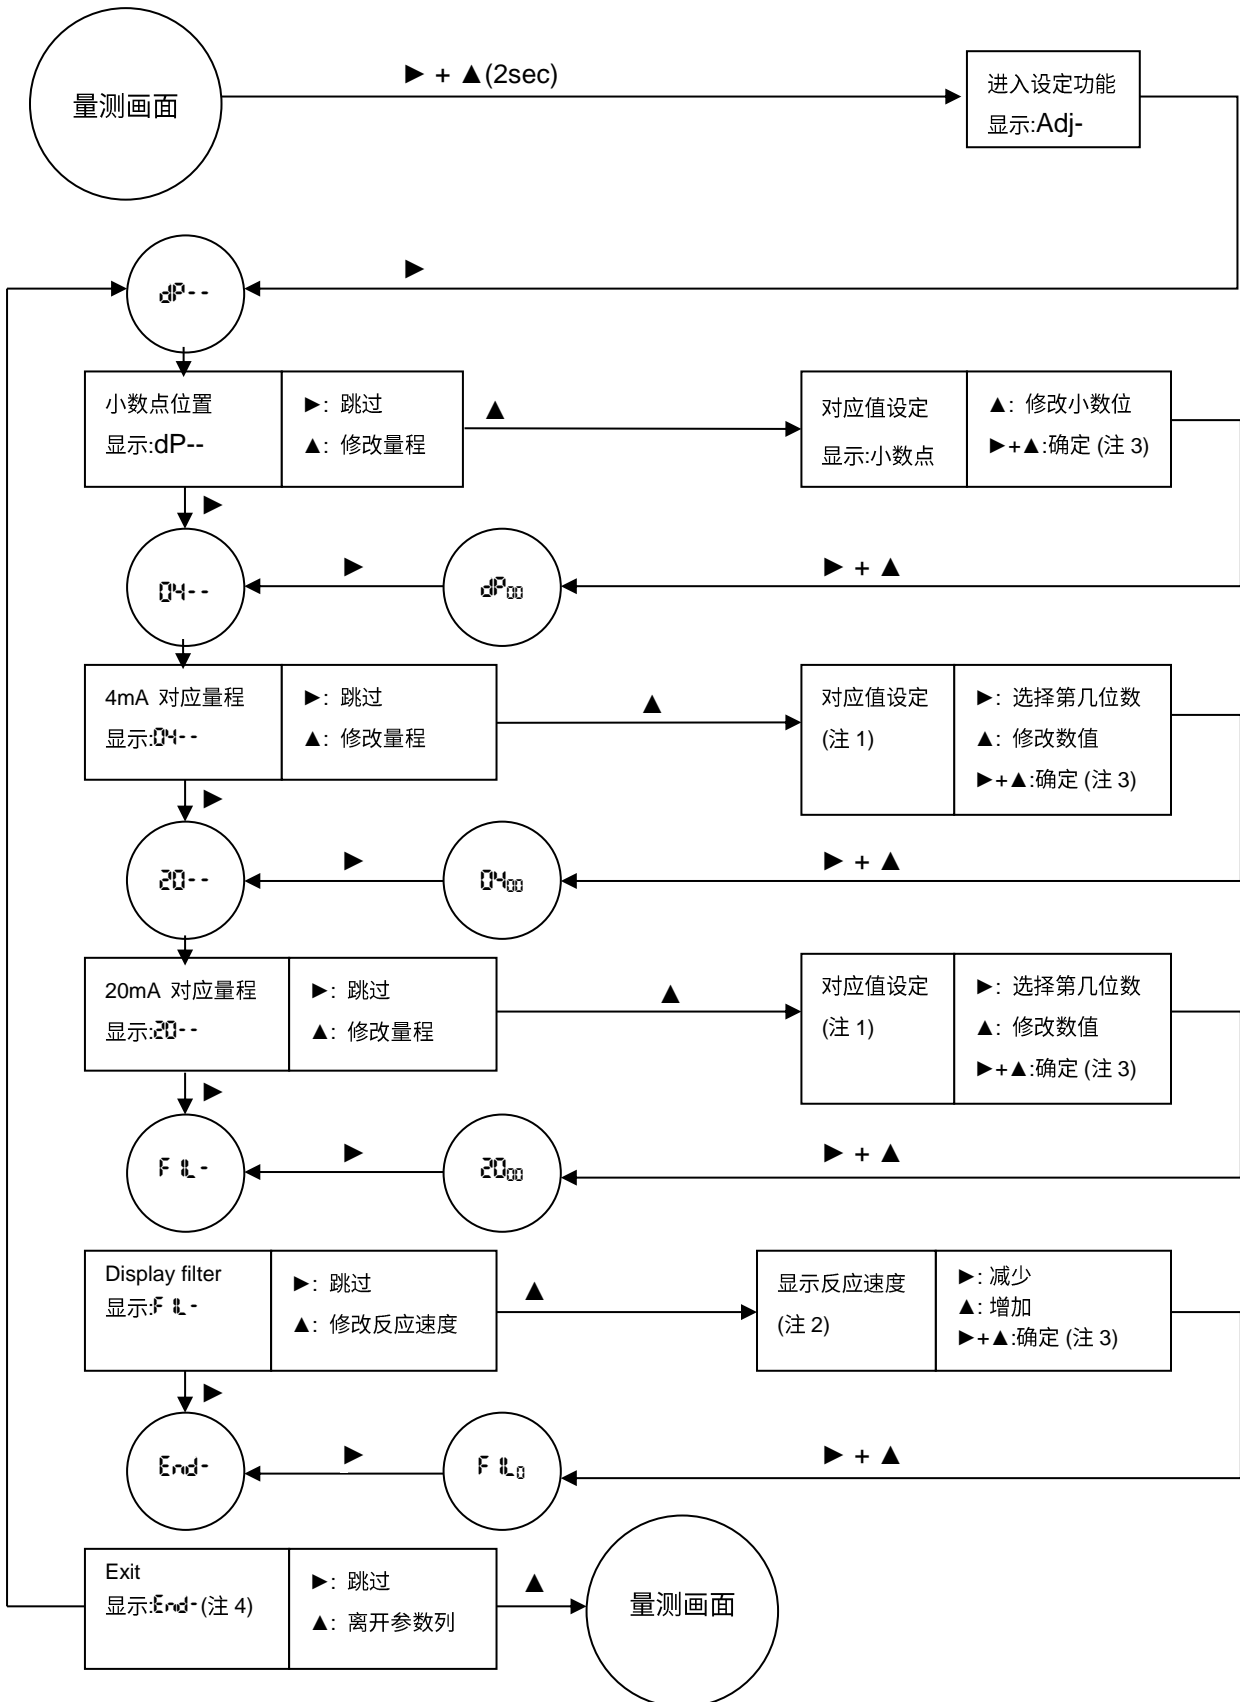 量测画面
► + ▲(2sec)
进入设定功能
显示:Adj-
►
dP--
小数点位置
显示:dP--
►: 跳过
▲: 修改量程
▲
对应值设定
显示:小数点
▲: 修改小数位
►+▲:确定 (注 3)
►
04--
►
dP00
► + ▲
4mA 对应量程
显示:04--
►: 跳过
▲: 修改量程
▲
对应值设定
(注 1)
►: 选择第几位数
▲: 修改数值
►+▲:确定 (注 3)
►
20--
►
0400
► + ▲
20mA 对应量程
显示:20--
►: 跳过
▲: 修改量程
▲
对应值设定
(注 1)
►: 选择第几位数
▲: 修改数值
►+▲:确定 (注 3)
►
FIL-
►
2000
► + ▲
Display filter
显示:FIL-
►: 跳过
▲: 修改反应速度
▲
显示反应速度
(注 2)
►: 减少
▲: 增加
►+▲:确定 (注 3)
►
End-
►
FIL0
► + ▲
Exit
显示:End-(注 4)
►: 跳过
▲: 离开参数列
▲
量测画面